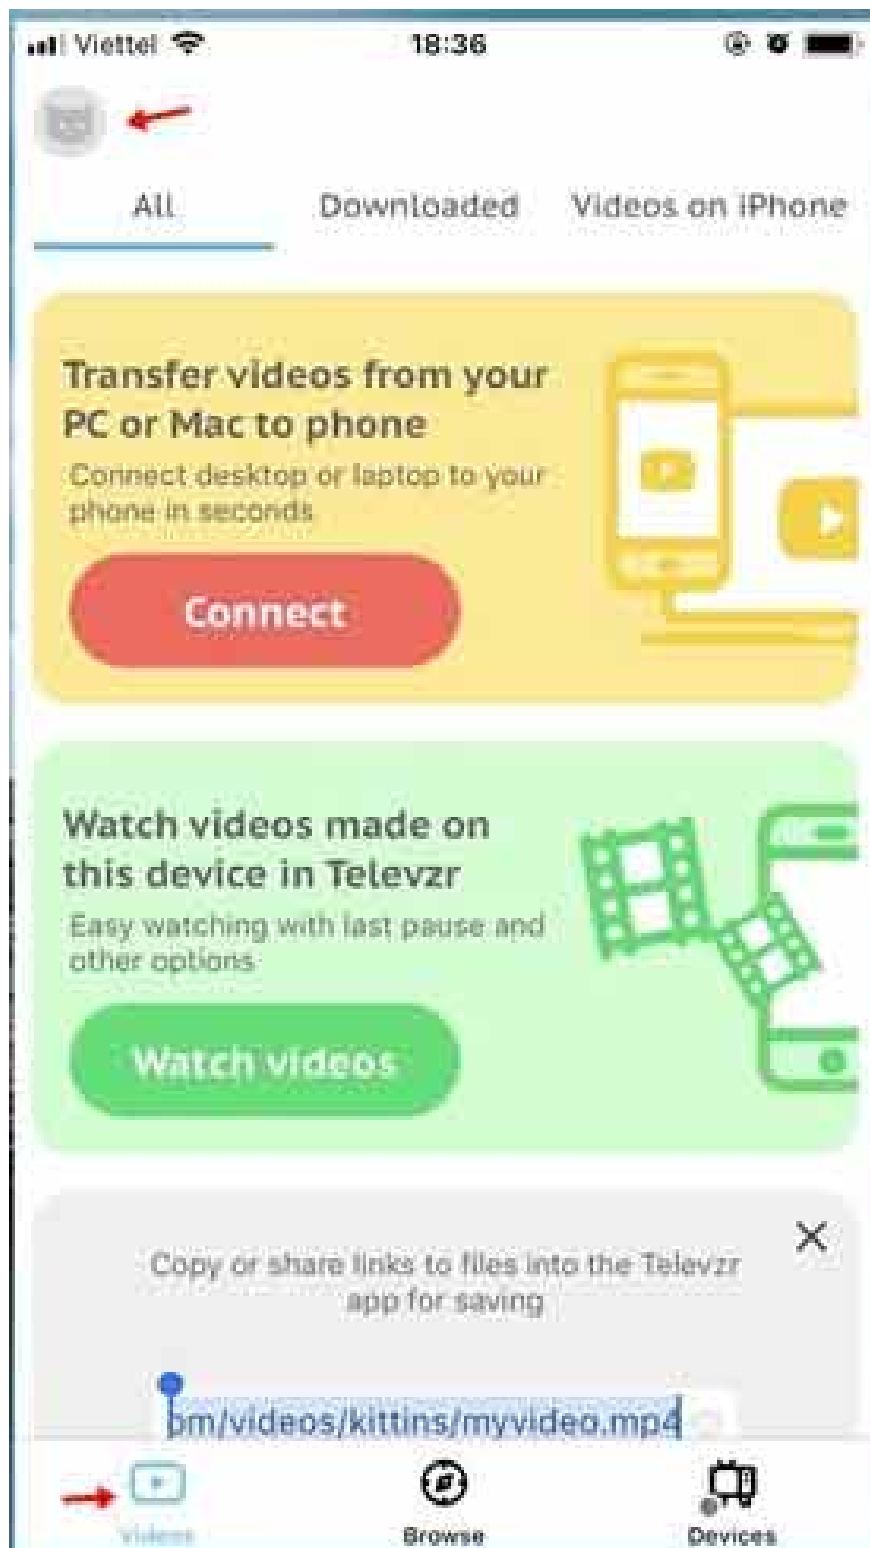 Viettel 18:36
All Downloaded Videos on iPhone
Transfer videos from your
PC or Mac to phone
Connect desktop or laptop to your
phone in seconds
Connect
Watch videos made on
this device in Televzr
Easy watching with last pause and
other options
Watch videos
Copy or share links to files into the Televzr
app for saving
om/videos/kittins/myvideo.mp4
Videos Browse Devices